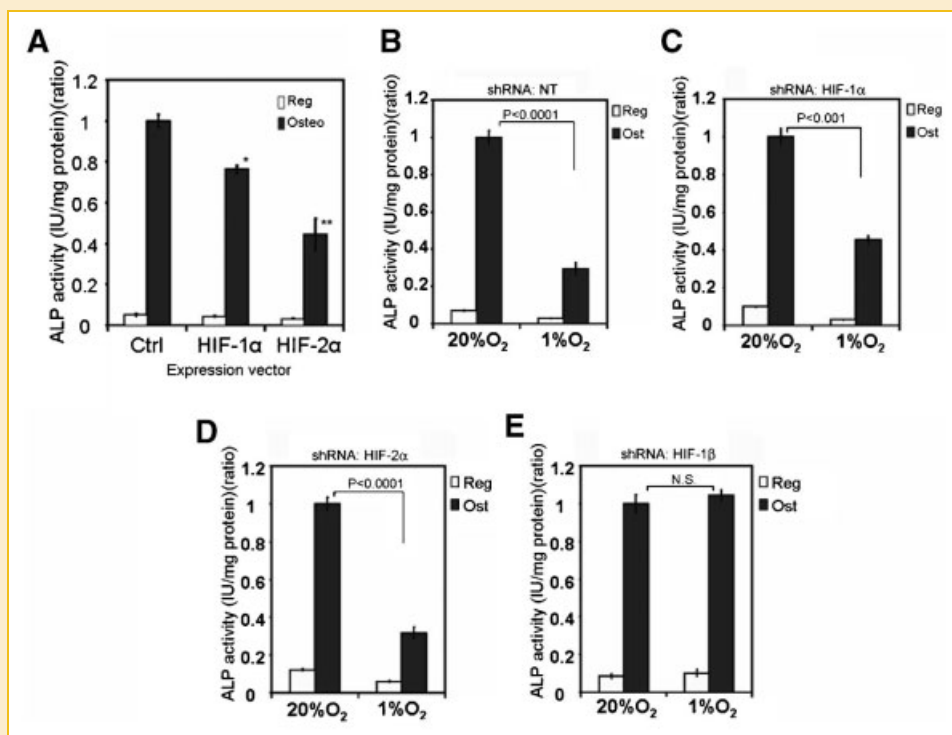 A
ALP activity (IU/mg protein)(ratio)
1.2
1
0.8
0.6
0.4
0.2
0
Reg
Osteo
*
**
Ctrl HIF-1α HIF-2α
Expression vector
B
shRNA: NT
ALP activity (IU/mg protein)(ratio)
1.2
1
0.8
0.6
0.4
0.2
0
P<0.0001
Reg
Ost
20%O₂ 1%O₂
C
shRNA: HIF-1α
ALP activity (IU/mg protein)(ratio)
1.2
1
0.8
0.6
0.4
0.2
0
P<0.001
Reg
Ost
20%O₂ 1%O₂
D
shRNA: HIF-2α
ALP activity (IU/mg protein)(ratio)
1.2
1
0.8
0.6
0.4
0.2
0
P<0.0001
Reg
Ost
20%O₂ 1%O₂
E
shRNA: HIF-1β
ALP activity (IU/mg protein)(ratio)
1.2
1
0.8
0.6
0.4
0.2
0
N.S.
Reg
Ost
20%O₂ 1%O₂